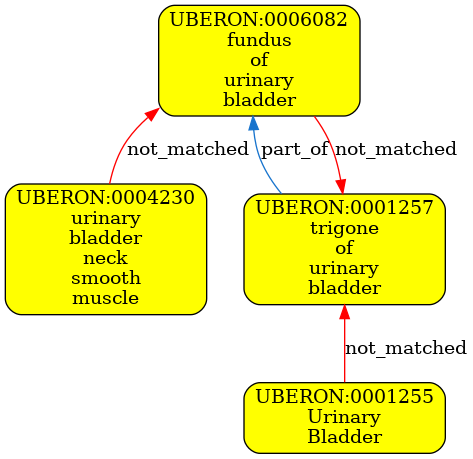 UBERON:0006082
fundus
of
urinary
bladder
not_matched
part_of
not_matched
UBERON:0004230
urinary
bladder
neck
smooth
muscle
UBERON:0001257
trigone
of
urinary
bladder
not_matched
UBERON:0001255
Urinary
Bladder